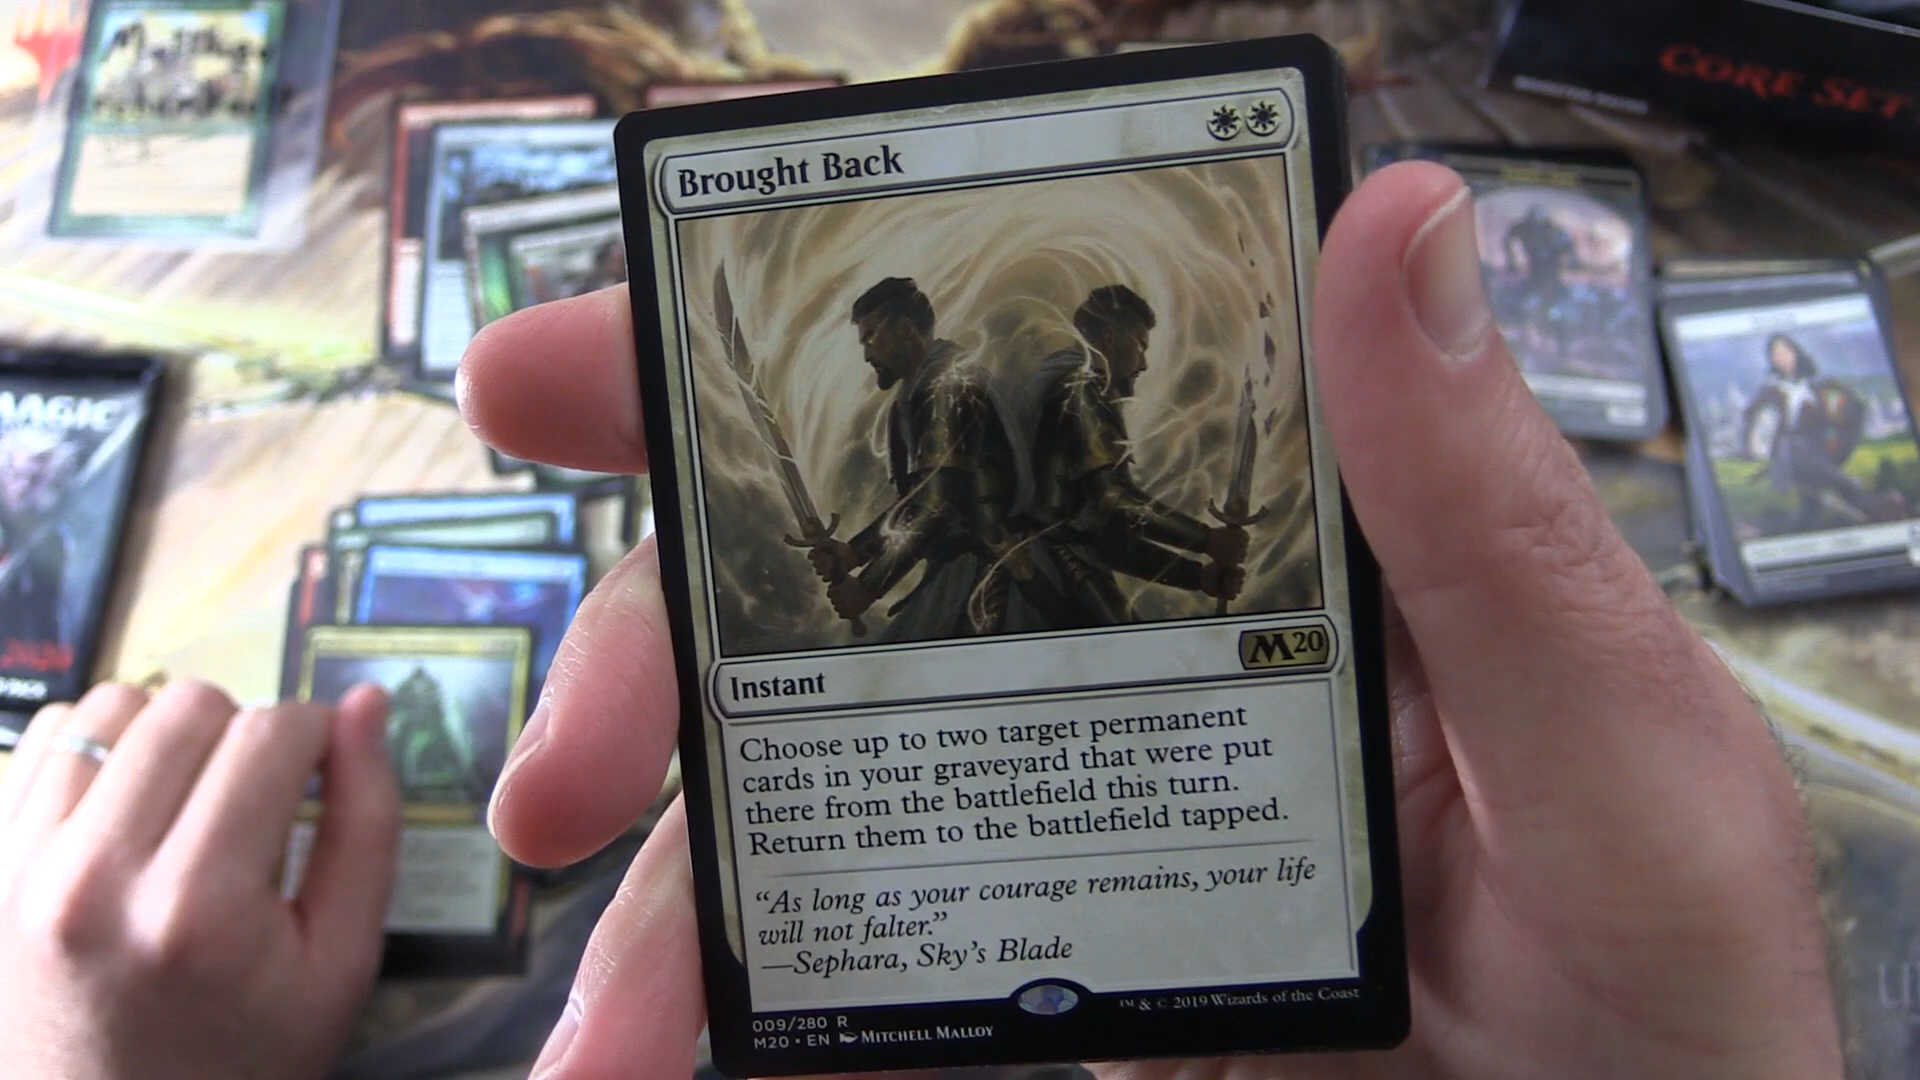 Matthias
CORE SET
MAGIC
2020
Brought Back
M20
Instant
Choose up to two target permanent
cards in your graveyard that were put
there from the battlefield this turn.
Return them to the battlefield tapped.
“As long as your courage remains, your life
will not falter.”
—Sephara, Sky’s Blade
009/280 R
M20 • EN MITCHELL MALLOY
™ & © 2019 Wizards of the Coast